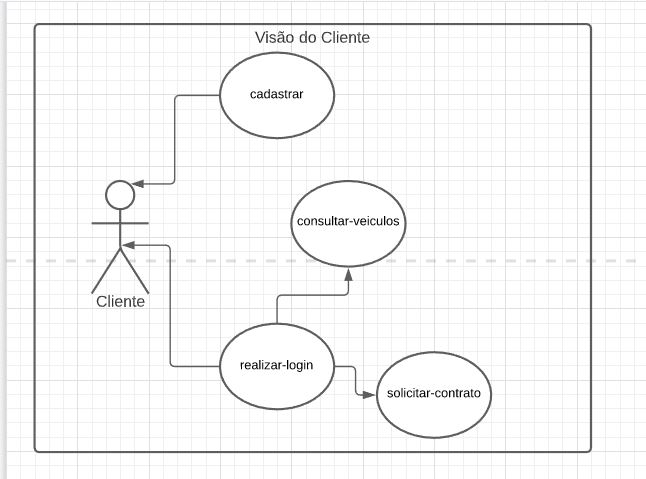 Visão do Cliente
cadastrar
consultar-veiculos
Cliente
realizar-login
solicitar-contrato